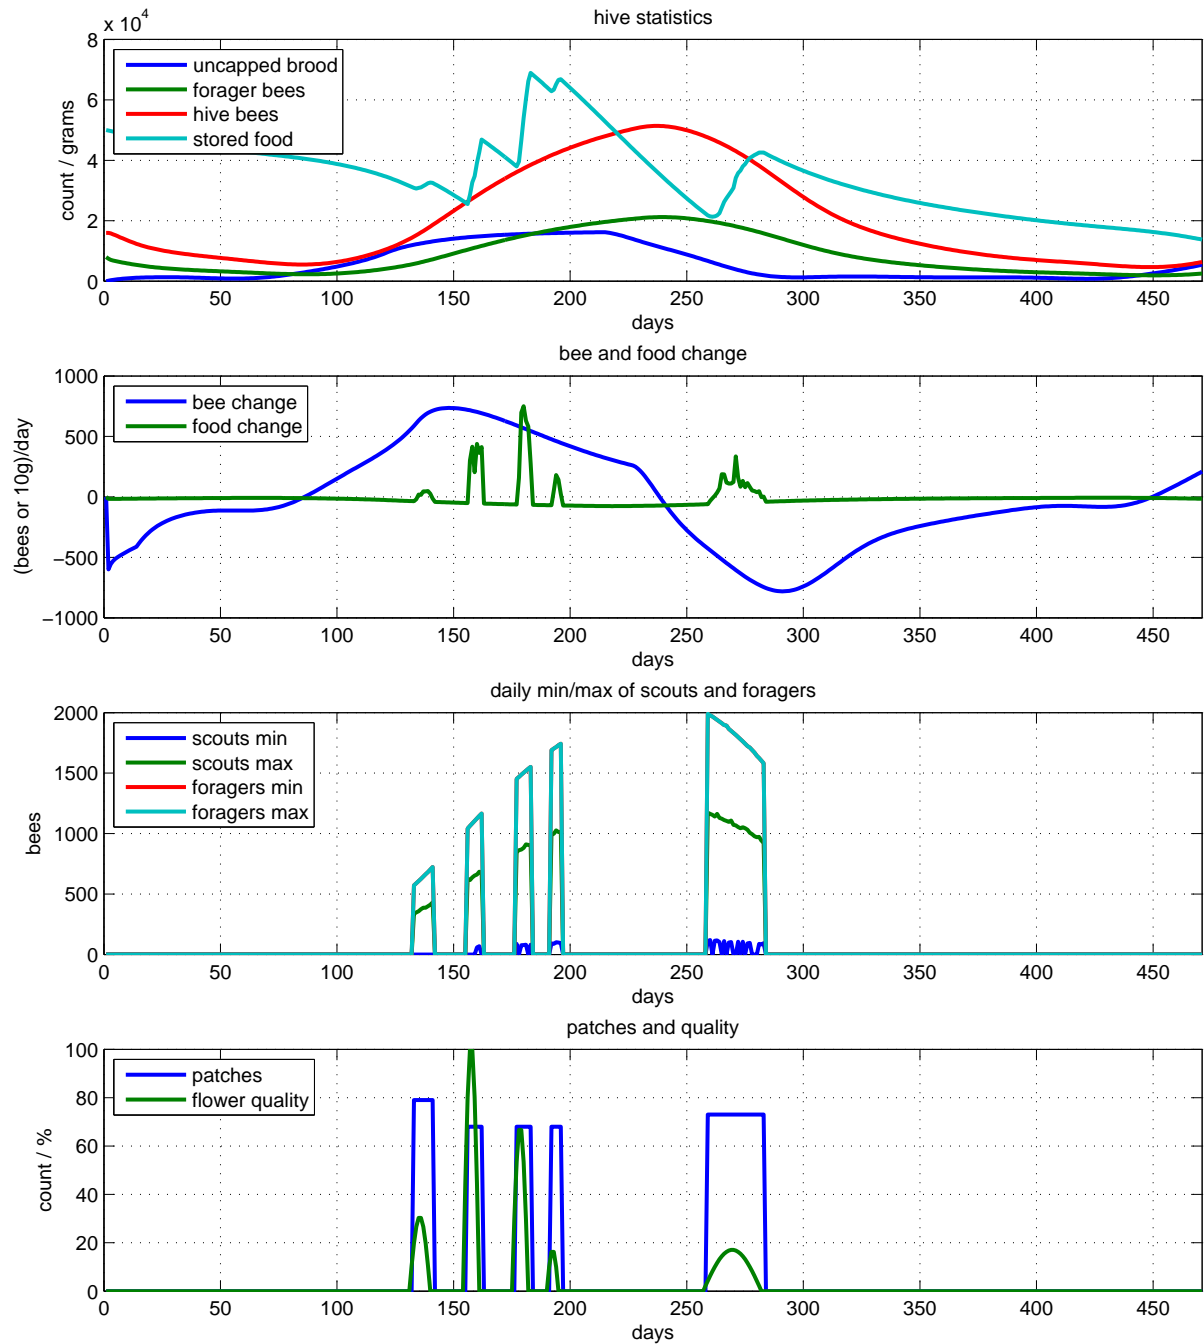 hive statistics
x 10^4
8
6
4
2
0
count / grams
uncapped brood
forager bees
hive bees
stored food
0 50 100 150 200 250 300 350 400 450
days
bee and food change
1000
500
0
−500
−1000
(bees or 10g)/day
bee change
food change
0 50 100 150 200 250 300 350 400 450
days
daily min/max of scouts and foragers
2000
1500
1000
500
0
bees
scouts min
scouts max
foragers min
foragers max
0 50 100 150 200 250 300 350 400 450
days
patches and quality
100
80
60
40
20
0
count / %
patches
flower quality
0 50 100 150 200 250 300 350 400 450
days